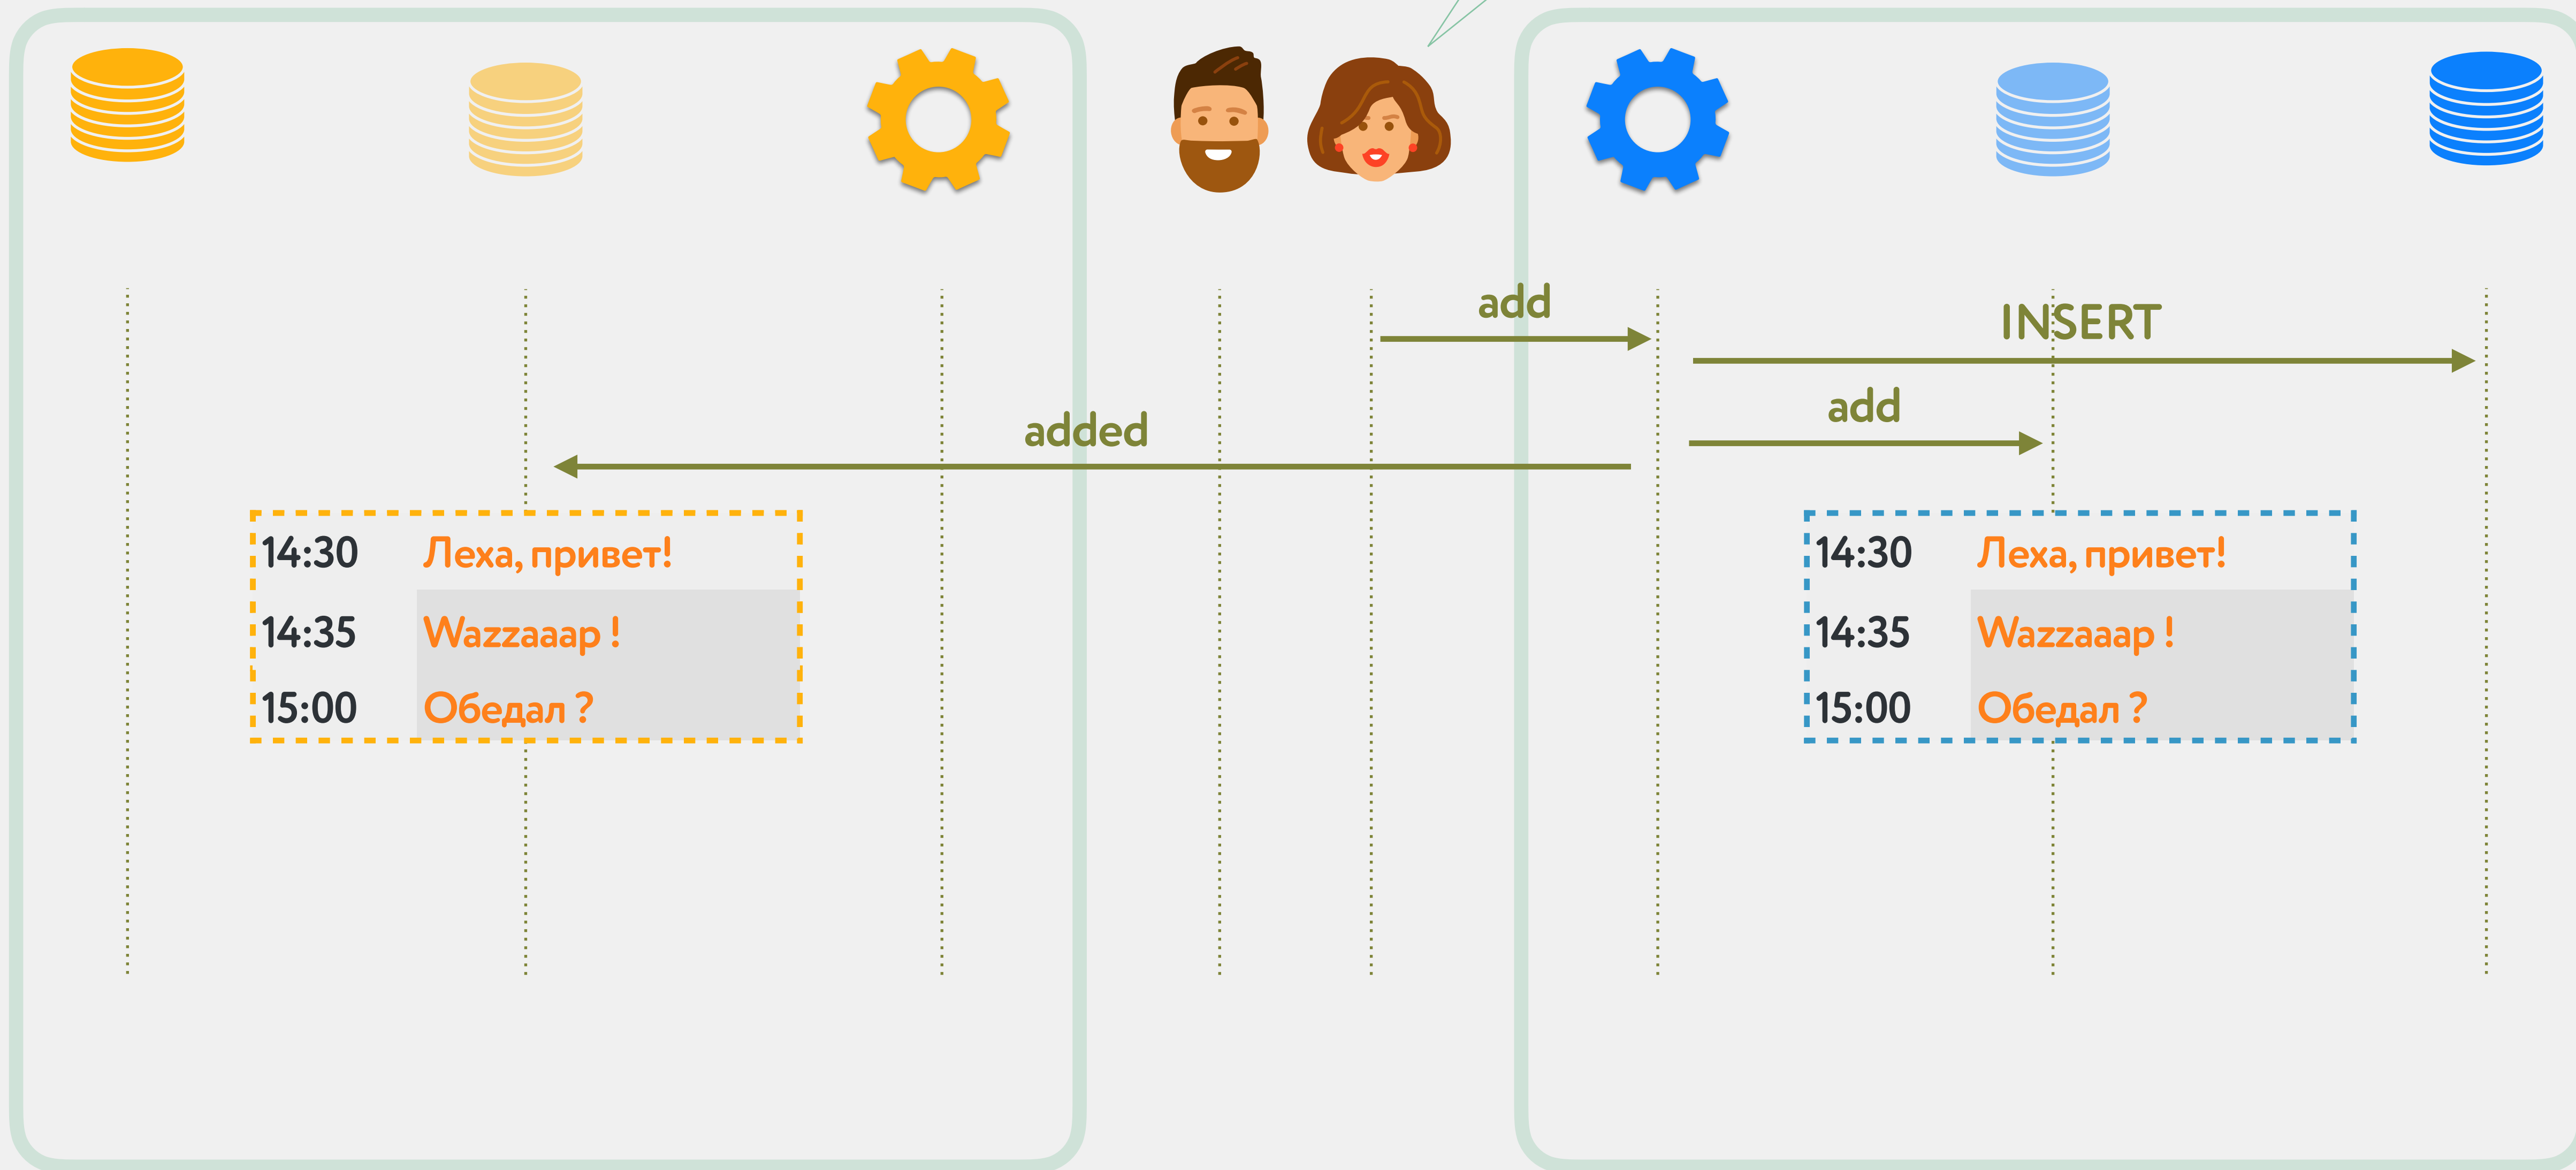 add
INSERT
add
added
14:30 Леха, привет!
14:35 Wazzaaap !
15:00 Обедал ?
14:30 Леха, привет!
14:35 Wazzaaap !
15:00 Обедал ?